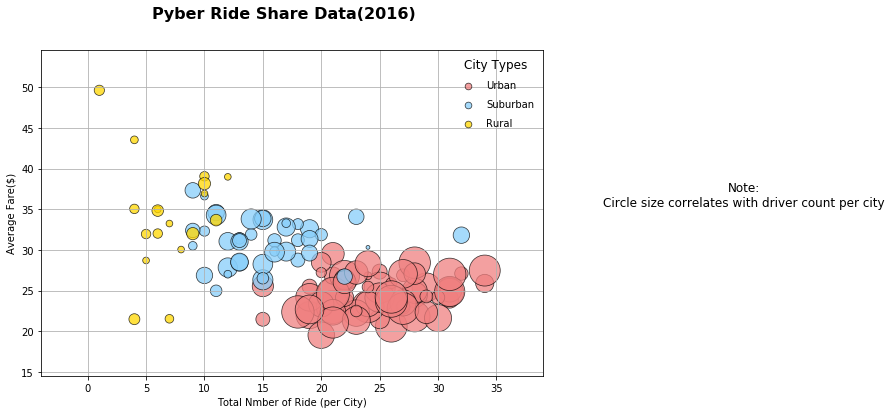 Pyber Ride Share Data(2016)
City Types
Urban
Suburban
Rural
50
45
40
35
30
25
20
15
Average Fare($)
0
5
10
15
20
25
30
35
Total Nmber of Ride (per City)
Note:
Circle size correlates with driver count per city